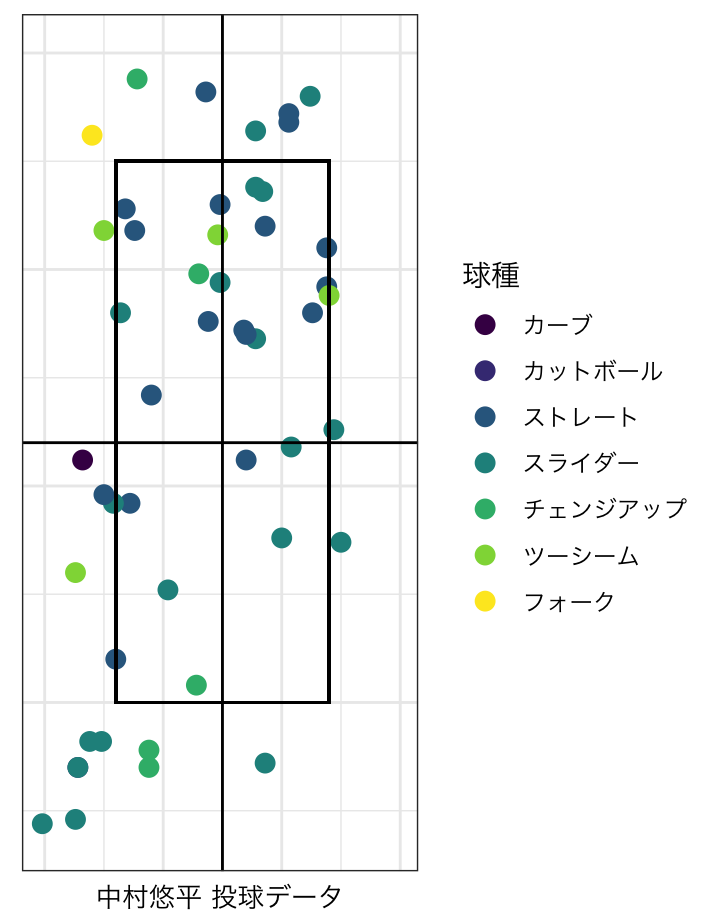 球種
カーブ
カットボール
ストレート
スライダー
チェンジアップ
ツーシーム
フォーク
中村悠平 投球データ